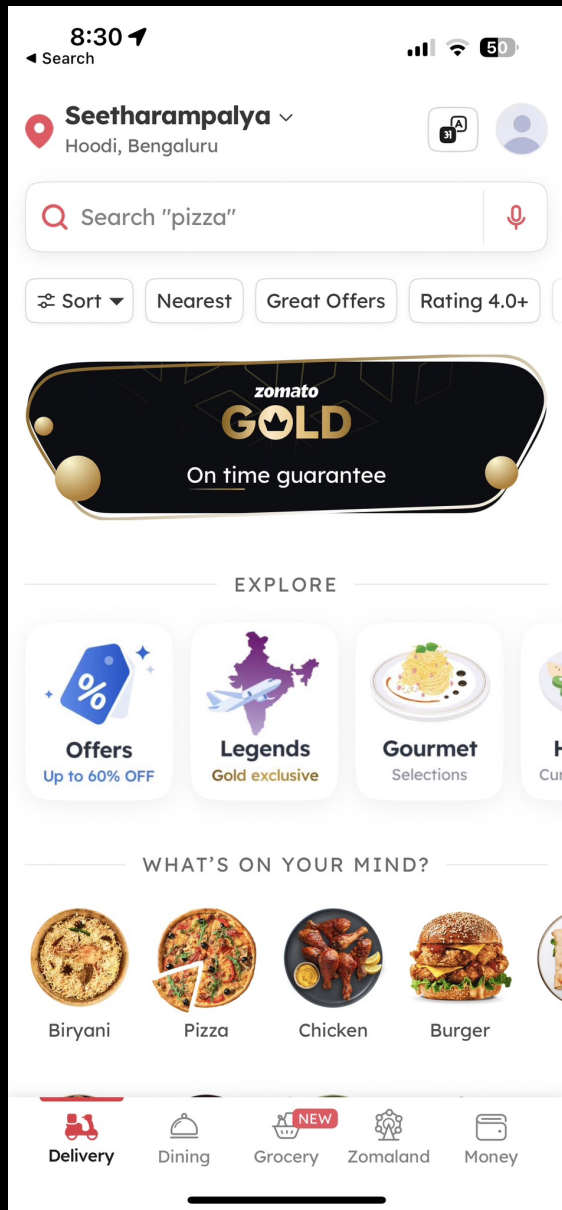 8:30
◀ Search
50
Seetharampalya
Hoodi, Bengaluru
अ A
Search "pizza"
Sort
Nearest
Great Offers
Rating 4.0+
zomato
GOLD
On time guarantee
EXPLORE
%
Offers
Up to 60% OFF
Legends
Gold exclusive
Gourmet
Selections
WHAT'S ON YOUR MIND?
Biryani
Pizza
Chicken
Burger
Delivery
Dining
NEW
Grocery
Zomaland
Money